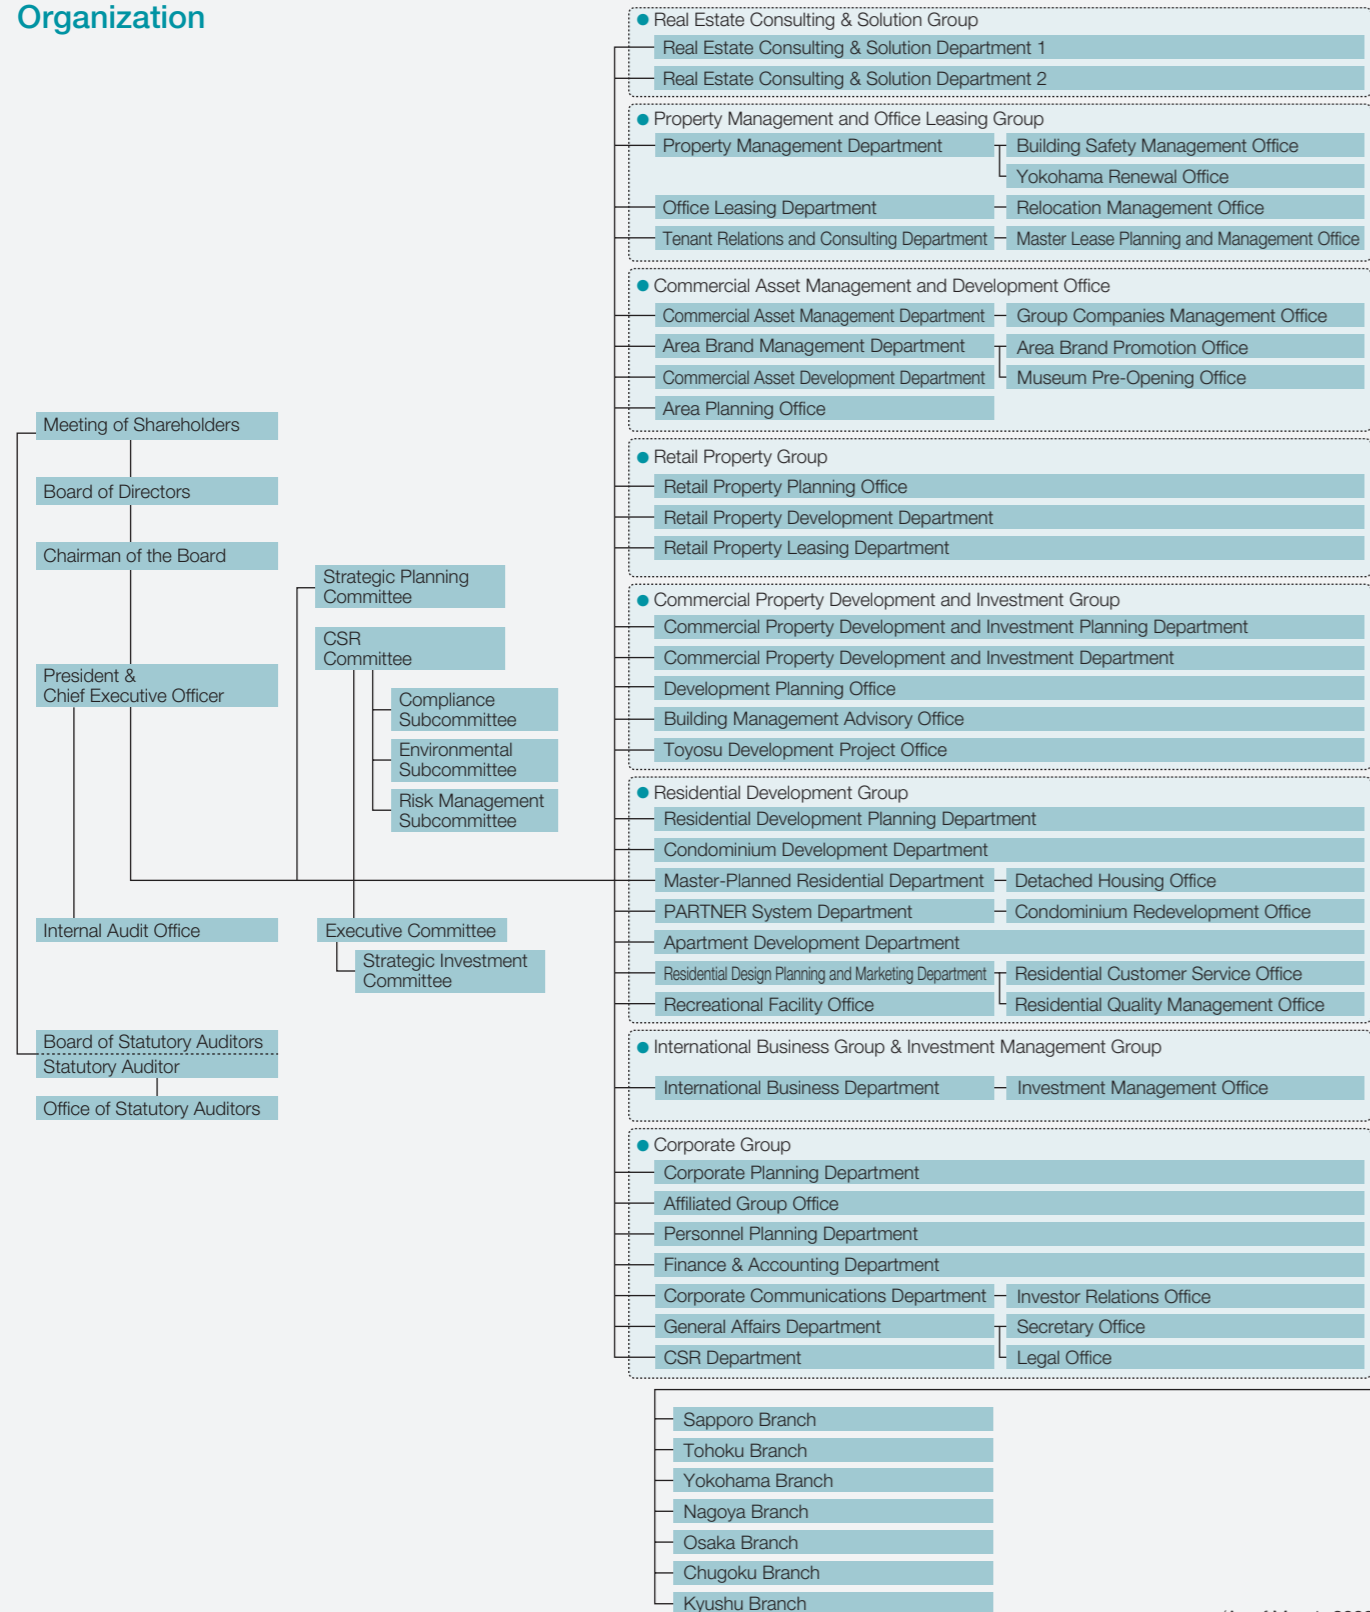 Organization
Meeting of Shareholders
Board of Directors
Chairman of the Board
President &
Chief Executive Officer
Internal Audit Office
Board of Statutory Auditors
Statutory Auditor
Office of Statutory Auditors
Strategic Planning
Committee
CSR
Committee
Compliance
Subcommittee
Environmental
Subcommittee
Risk Management
Subcommittee
Executive Committee
Strategic Investment
Committee
Real Estate Consulting & Solution Group
Real Estate Consulting & Solution Department 1
Real Estate Consulting & Solution Department 2
Property Management and Office Leasing Group
Property Management Department
Building Safety Management Office
Yokohama Renewal Office
Office Leasing Department
Relocation Management Office
Tenant Relations and Consulting Department
Master Lease Planning and Management Office
Commercial Asset Management and Development Office
Commercial Asset Management Department
Group Companies Management Office
Area Brand Management Department
Area Brand Promotion Office
Commercial Asset Development Department
Museum Pre-Opening Office
Area Planning Office
Retail Property Group
Retail Property Planning Office
Retail Property Development Department
Retail Property Leasing Department
Commercial Property Development and Investment Group
Commercial Property Development and Investment Planning Department
Commercial Property Development and Investment Department
Development Planning Office
Building Management Advisory Office
Toyosu Development Project Office
Residential Development Group
Residential Development Planning Department
Condominium Development Department
Master-Planned Residential Department
Detached Housing Office
PARTNER System Department
Condominium Redevelopment Office
Apartment Development Department
Residential Design Planning and Marketing Department
Residential Customer Service Office
Recreational Facility Office
Residential Quality Management Office
International Business Group & Investment Management Group
International Business Department
Investment Management Office
Corporate Group
Corporate Planning Department
Affiliated Group Office
Personnel Planning Department
Finance & Accounting Department
Corporate Communications Department
Investor Relations Office
General Affairs Department
Secretary Office
CSR Department
Legal Office
Sapporo Branch
Tohoku Branch
Yokohama Branch
Nagoya Branch
Osaka Branch
Chugoku Branch
Kyushu Branch